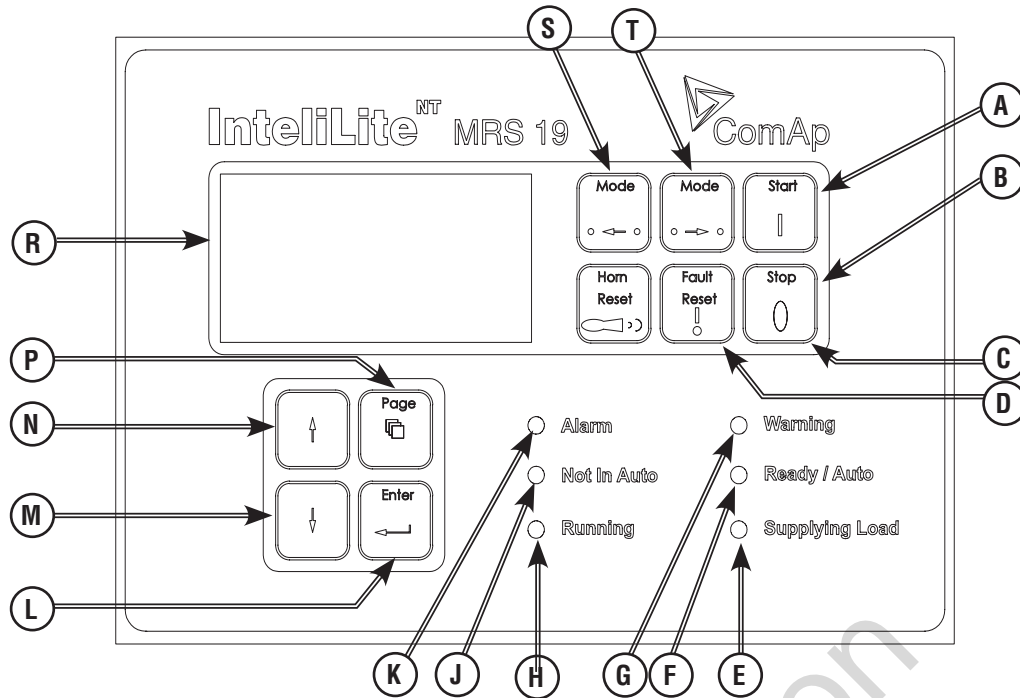 S T
InteliLite NT MRS 19 ComAp
A
B
Mode Mode Start
R
Horn Reset Fault Reset Stop
C
D
P
Page
N
Alarm Warning
Not In Auto Ready / Auto
M
Enter
Running Supplying Load
L
K J H G F E
on